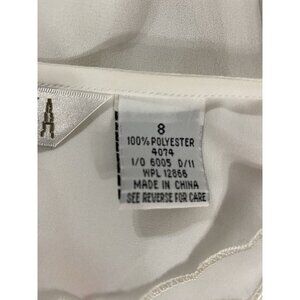 8
100% POLYESTER
4074
I/O 6005 D/11
WPL 12866
MADE IN CHINA
SEE REVERSE FOR CARE